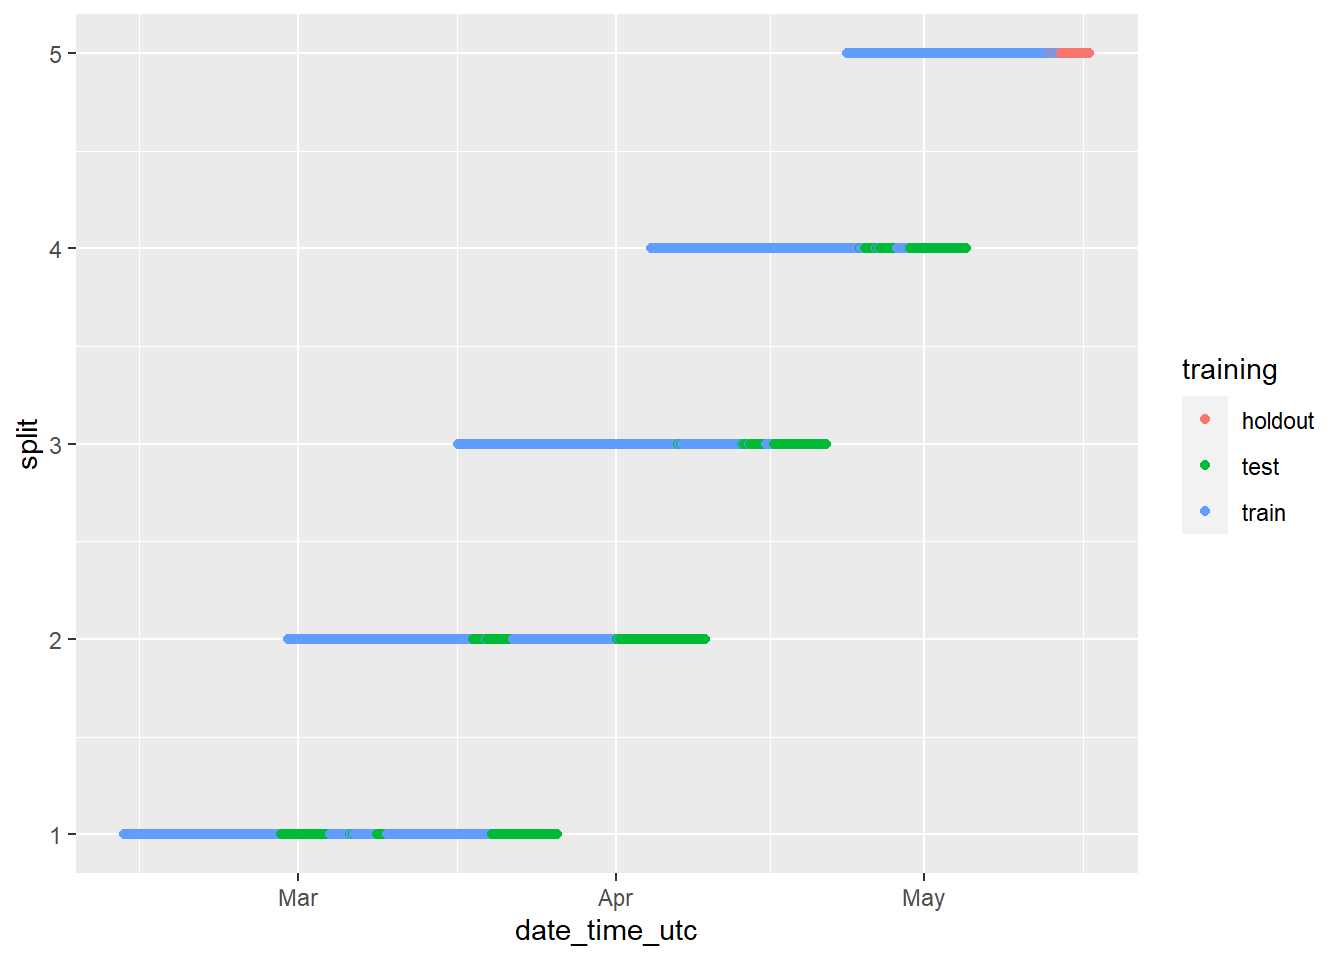 5
4
3
2
1
split
Mar
Apr
May
date_time_utc
training
holdout
test
train